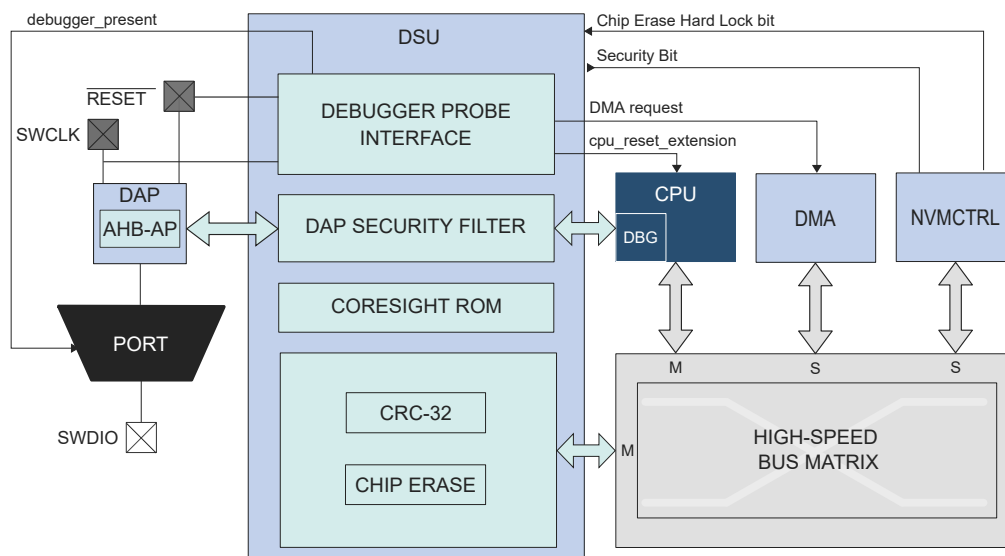 debugger_present
DSU
Chip Erase Hard Lock bit
Security Bit
RESET
DEBUGGER PROBE
INTERFACE
DMA request
SWCLK
cpu_reset_extension
DAP
AHB-AP
DAP SECURITY FILTER
CPU
DBG
DMA
NVMCTRL
CORESIGHT ROM
PORT
M
S
S
CRC-32
SWDIO
M
HIGH-SPEED
BUS MATRIX
CHIP ERASE